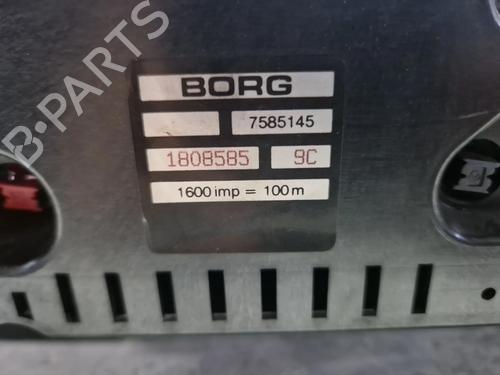 B-PARTS
BORG
7585145
1808585 9C
1600 imp = 100 m